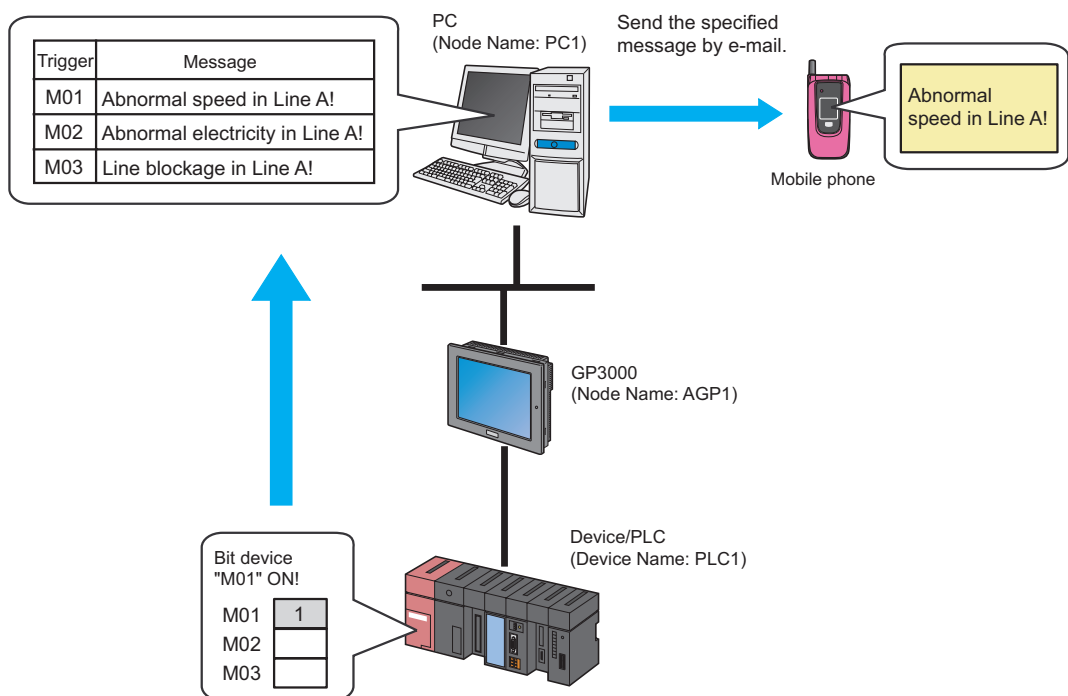 PC
(Node Name: PC1)
Send the specified
message by e-mail.
Trigger Message
M01 Abnormal speed in Line A!
M02 Abnormal electricity in Line A!
M03 Line blockage in Line A!
Abnormal
speed in Line A!
Mobile phone
GP3000
(Node Name: AGP1)
Device/PLC
(Device Name: PLC1)
Bit device
"M01" ON!
M01 1
M02
M03